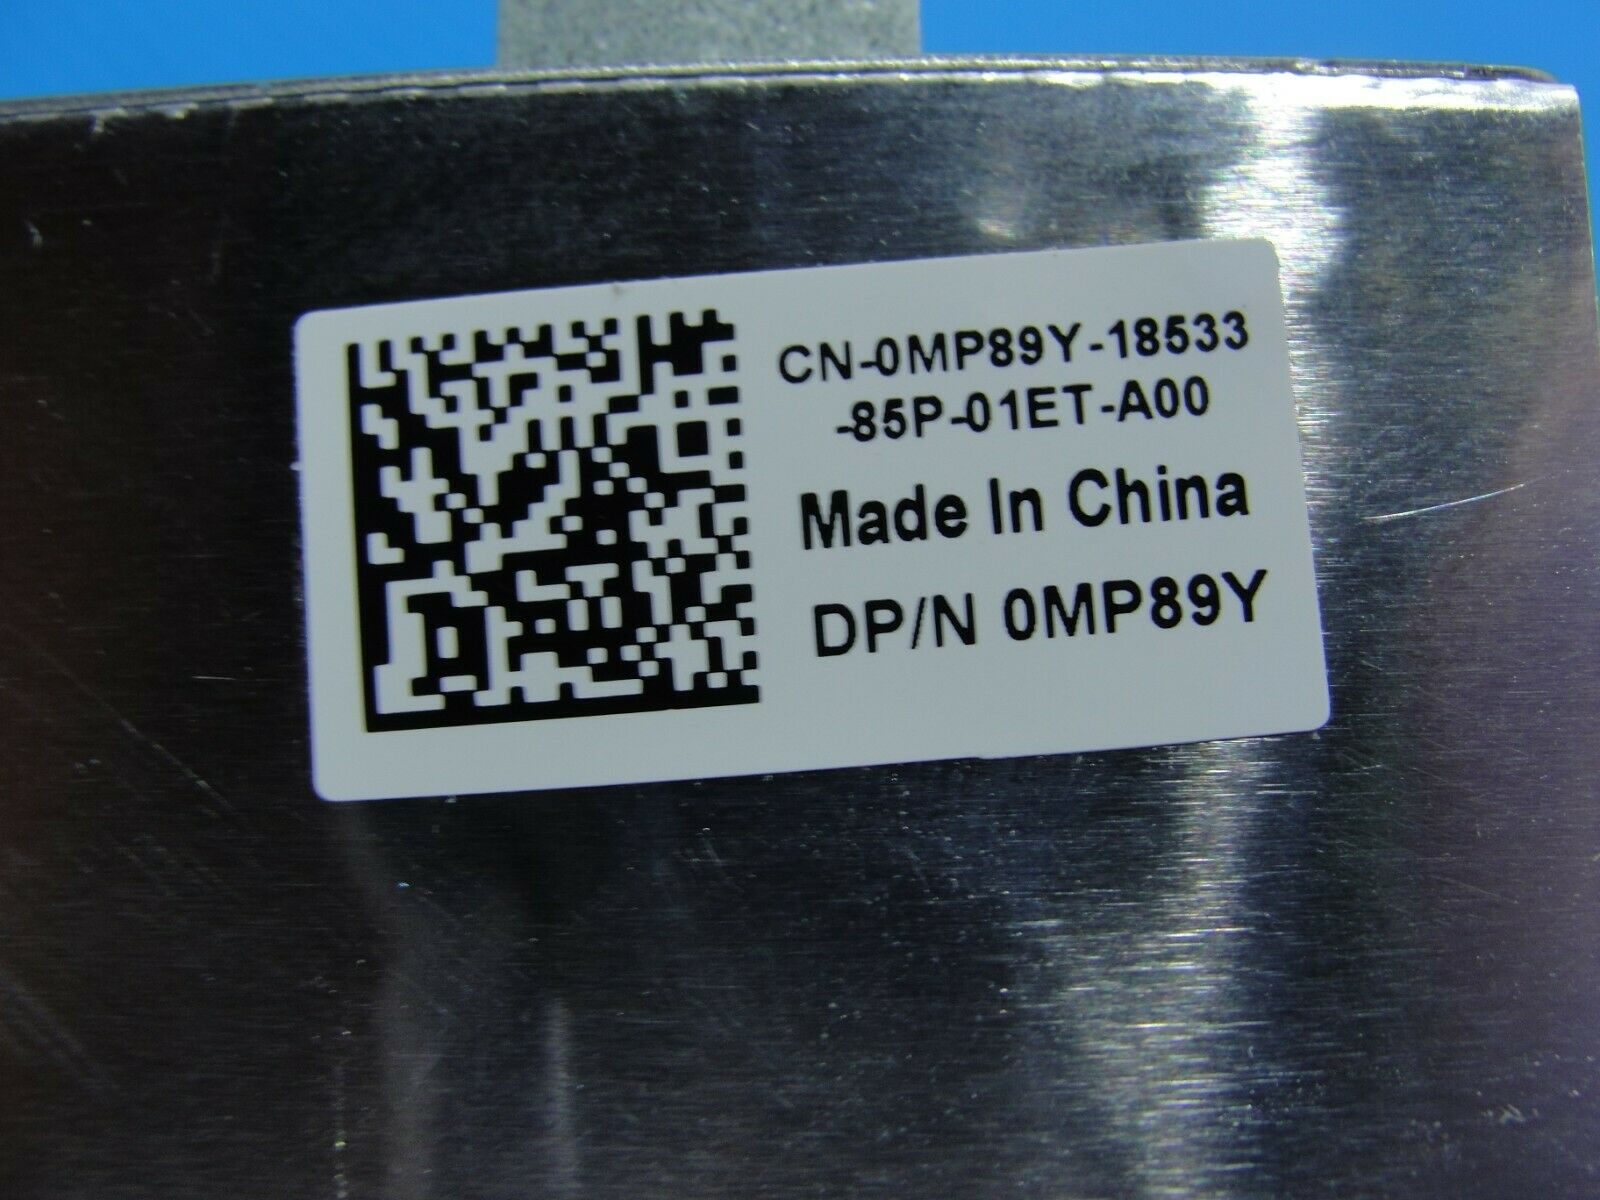 CN-0MP89Y-18533
-85P-01ET-A00
Made In China
DP/N 0MP89Y